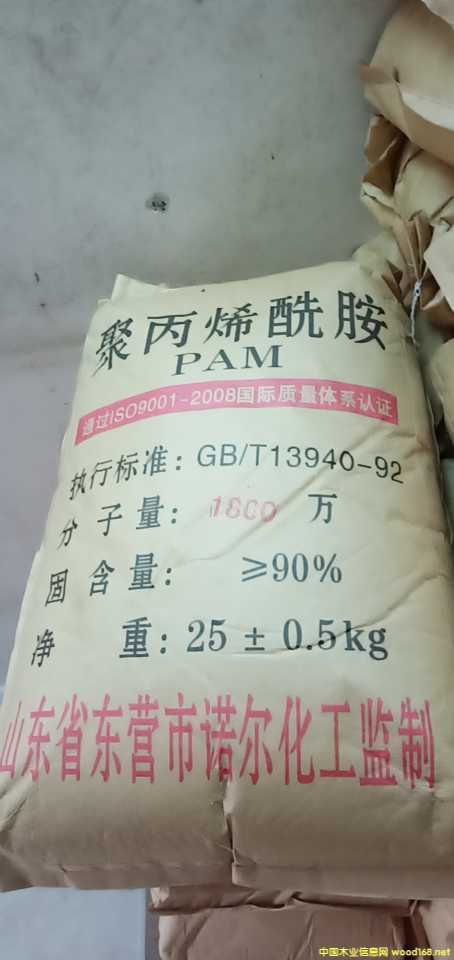 聚丙烯酰胺
PAM
通过ISO9001-2008国际质量体系认证
执行标准：GB/T13940-92
分子量：1800 万
固含量： ≥90%
净 重：25 ± 0.5kg
山东省东营市诺尔化工监制
中国木业信息网 wood168.net